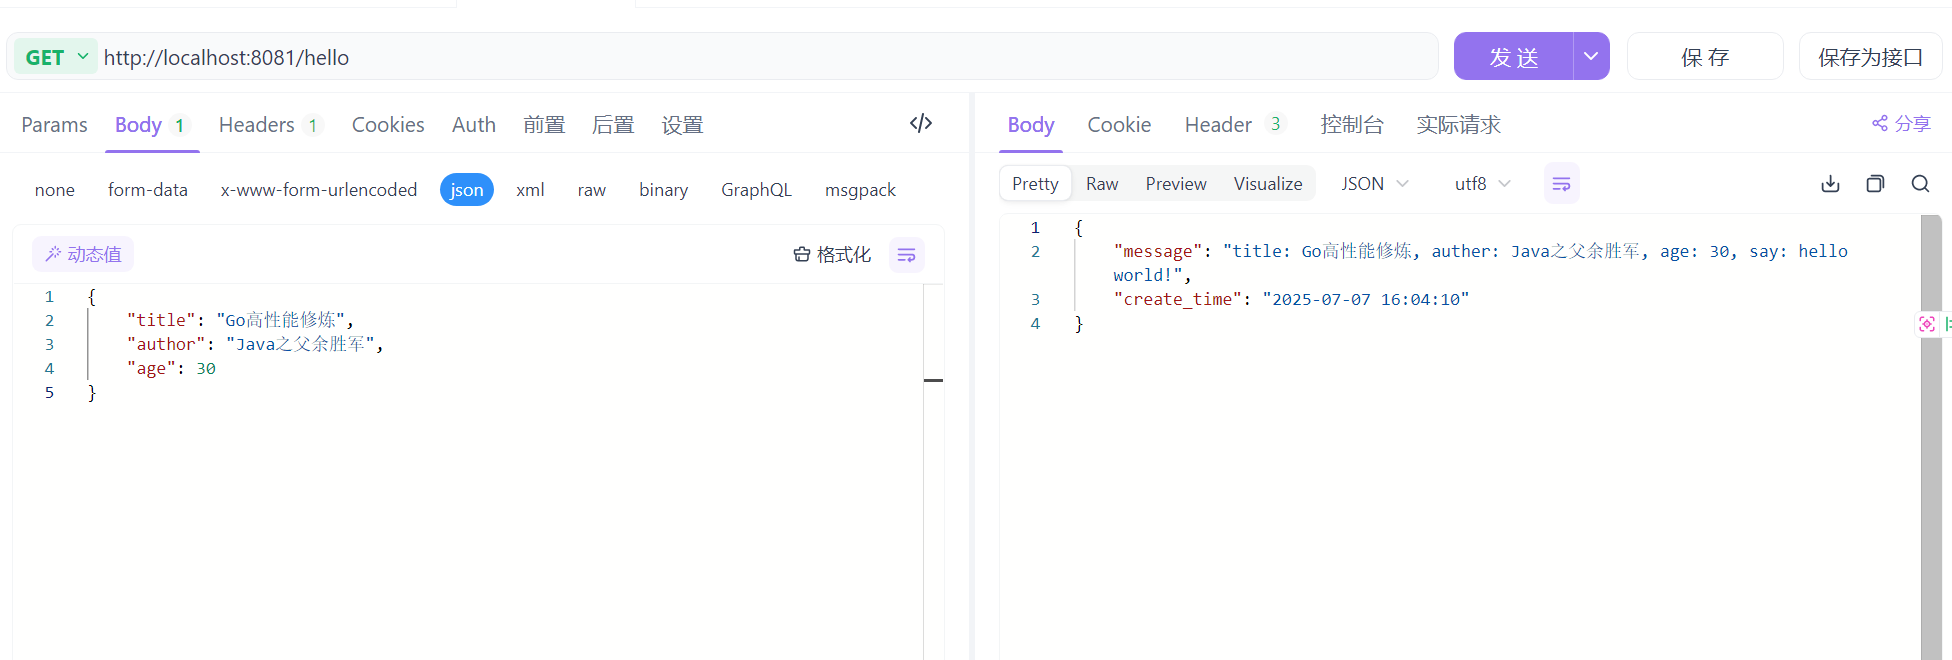 GET http://localhost:8081/hello 发送 保存 保存为接口
Params Body 1 Headers 1 Cookies Auth 前置 后置 设置
none form-data x-www-form-urlencoded json xml raw binary GraphQL msgpack
动态值 格式化
1 {
2 "title": "Go高性能修炼",
3 "author": "Java之父余胜军",
4 "age": 30
5 }
Body Cookie Header 3 控制台 实际请求 分享
Pretty Raw Preview Visualize JSON utf8
1 {
2 "message": "title: Go高性能修炼, auther: Java之父余胜军, age: 30, say: hello
world!",
3 "create_time": "2025-07-07 16:04:10"
4 }